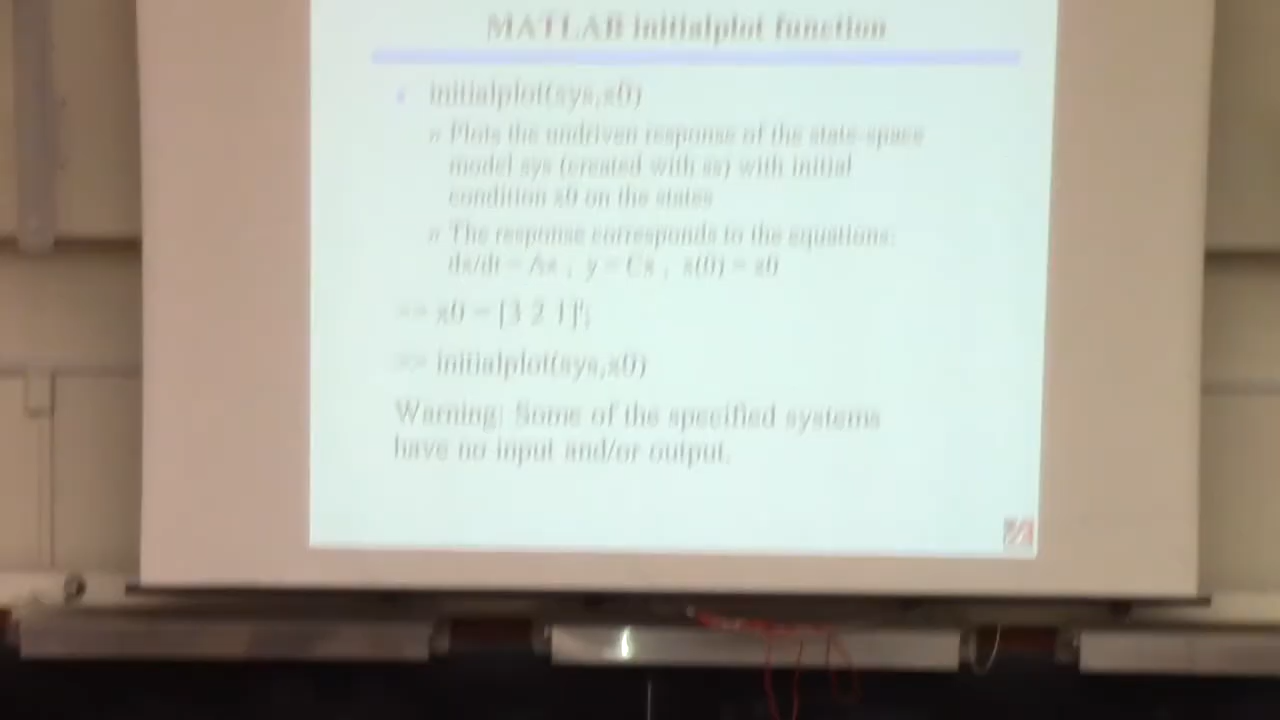 MATLAB initialplot function
• initialplot(sys,x0)
» Plots the undriven response of the state-space
model sys (created with ss) with initial
condition x0 on the states
» The response corresponds to the equations:
dx/dt = Ax , y = Cx , x(0) = x0
>> x0 = [3 2 1]';
>> initialplot(sys,x0)
Warning: Some of the specified systems
have no input and/or output.